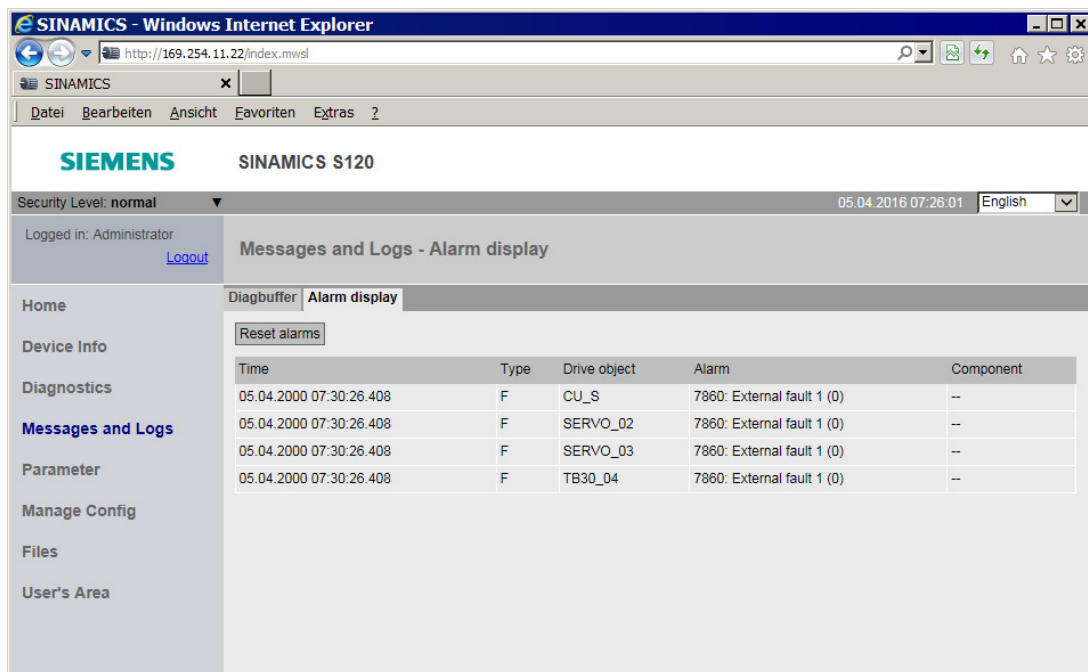 SINAMICS - Windows Internet Explorer
http://169.254.11.22/index.mwsl
SINAMICS
Datei Bearbeiten Ansicht Favoriten Extras ?
SIEMENS SINAMICS S120
Security Level: normal 05.04.2016 07:26:01 English
Logged in: Administrator
Logout
Messages and Logs - Alarm display
Home
Device Info
Diagnostics
Messages and Logs
Parameter
Manage Config
Files
User's Area
Diagbuffer Alarm display
Reset alarms
Time Type Drive object Alarm Component
05.04.2000 07:30:26.408 F CU_S 7860: External fault 1 (0) --
05.04.2000 07:30:26.408 F SERVO_02 7860: External fault 1 (0) --
05.04.2000 07:30:26.408 F SERVO_03 7860: External fault 1 (0) --
05.04.2000 07:30:26.408 F TB30_04 7860: External fault 1 (0) --